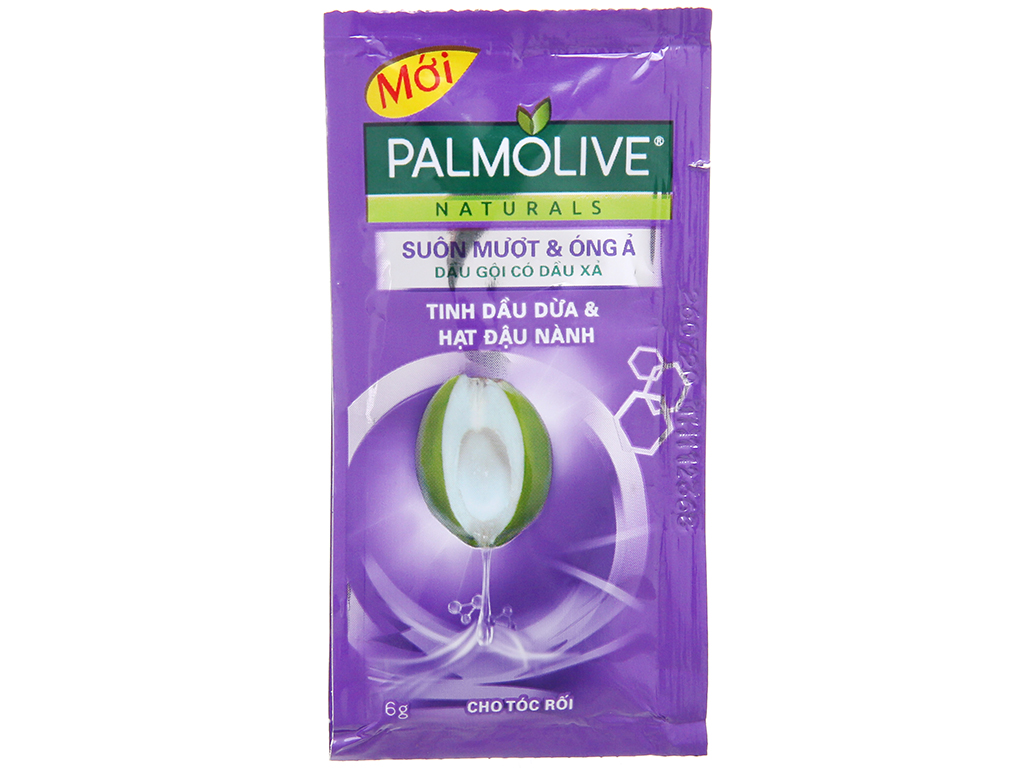 Mới
PALMOLIVE®
NATURALS
SUÔN MƯỢT & ÓNG Ả
DẦU GỘI CÓ DẦU XẢ
TINH DẦU DỪA &
HẠT ĐẬU NÀNH
6g
CHO TÓC RỐI